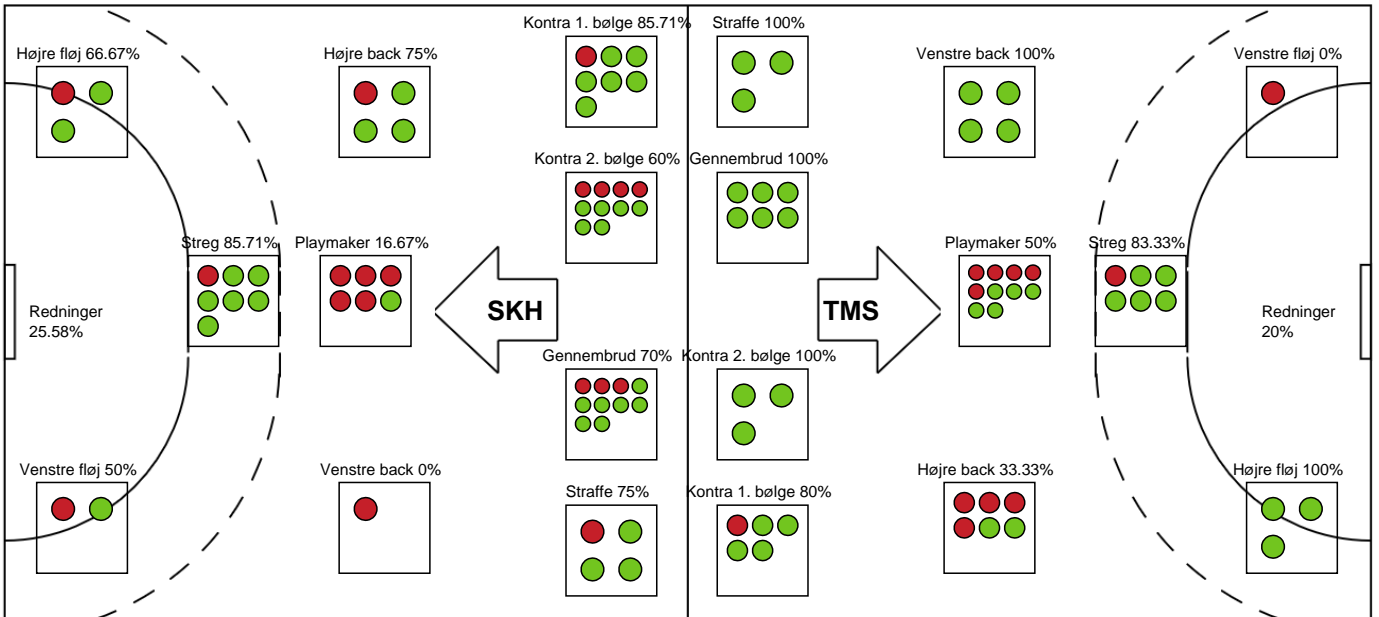 Kontra 1. bølge 85.71%
Straffe 100%
Højre fløj 66.67%
Højre back 75%
Venstre back 100%
Venstre fløj 0%
Kontra 2. bølge 60%
Gennembrud 100%
Streg 85.71%
Playmaker 16.67%
Playmaker 50%
Streg 83.33%
Redninger
25.58%
SKH
TMS
Redninger
20%
Gennembrud 70%
Kontra 2. bølge 100%
Venstre fløj 50%
Venstre back 0%
Straffe 75%
Kontra 1. bølge 80%
Højre back 33.33%
Højre fløj 100%